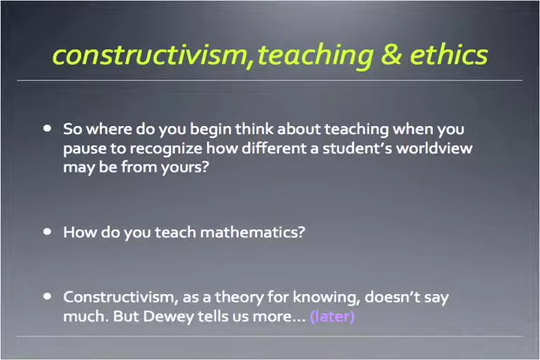 constructivism,teaching & ethics
• So where do you begin think about teaching when you
pause to recognize how different a student's worldview
may be from yours?
• How do you teach mathematics?
• Constructivism, as a theory for knowing, doesn't say
much. But Dewey tells us more... (later)